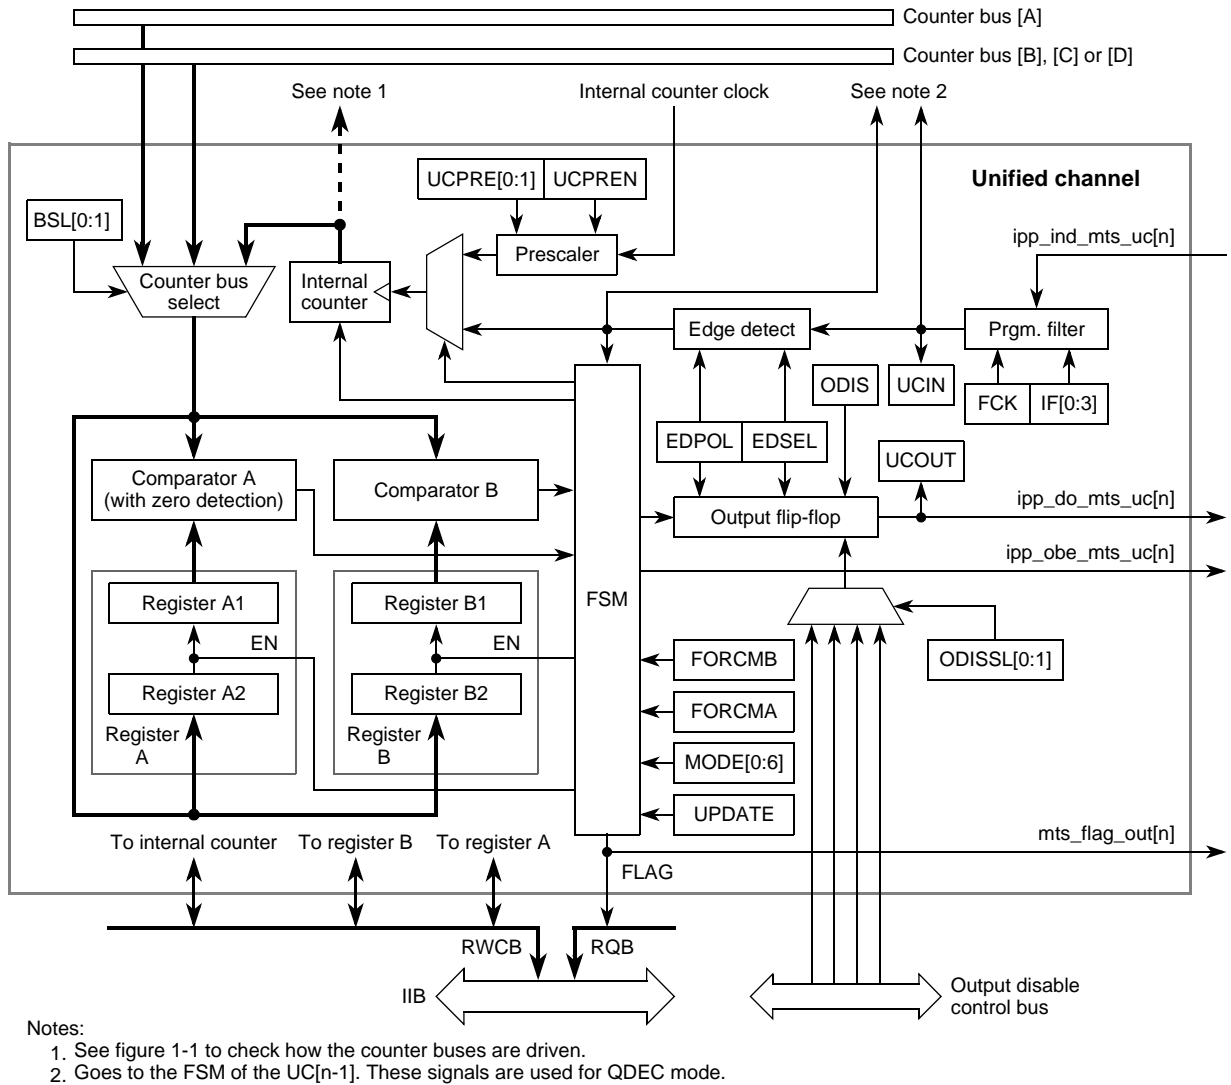 Counter bus [A]
Counter bus [B], [C] or [D]
See note 1
Internal counter clock
See note 2
Unified channel
UCPRE[0:1]
UCPREN
BSL[0:1]
ipp_ind_mts_uc[n]
Prescaler
Counter bus
select
Internal
counter
Edge detect
Prgm. filter
ODIS
UCIN
FCK
IF[0:3]
EDPOL
EDSEL
UCOUT
Comparator A
(with zero detection)
Comparator B
Output flip-flop
ipp_do_mts_uc[n]
ipp_obe_mts_uc[n]
FSM
Register A1
Register B1
EN
EN
FORCMB
ODISSL[0:1]
Register A2
Register B2
FORCMA
Register
A
Register
B
MODE[0:6]
UPDATE
To internal counter
To register B
To register A
mts_flag_out[n]
FLAG
RWCB
RQB
IIB
Output disable
control bus
Notes:
1. See figure 1-1 to check how the counter buses are driven.
2. Goes to the FSM of the UC[n-1]. These signals are used for QDEC mode.